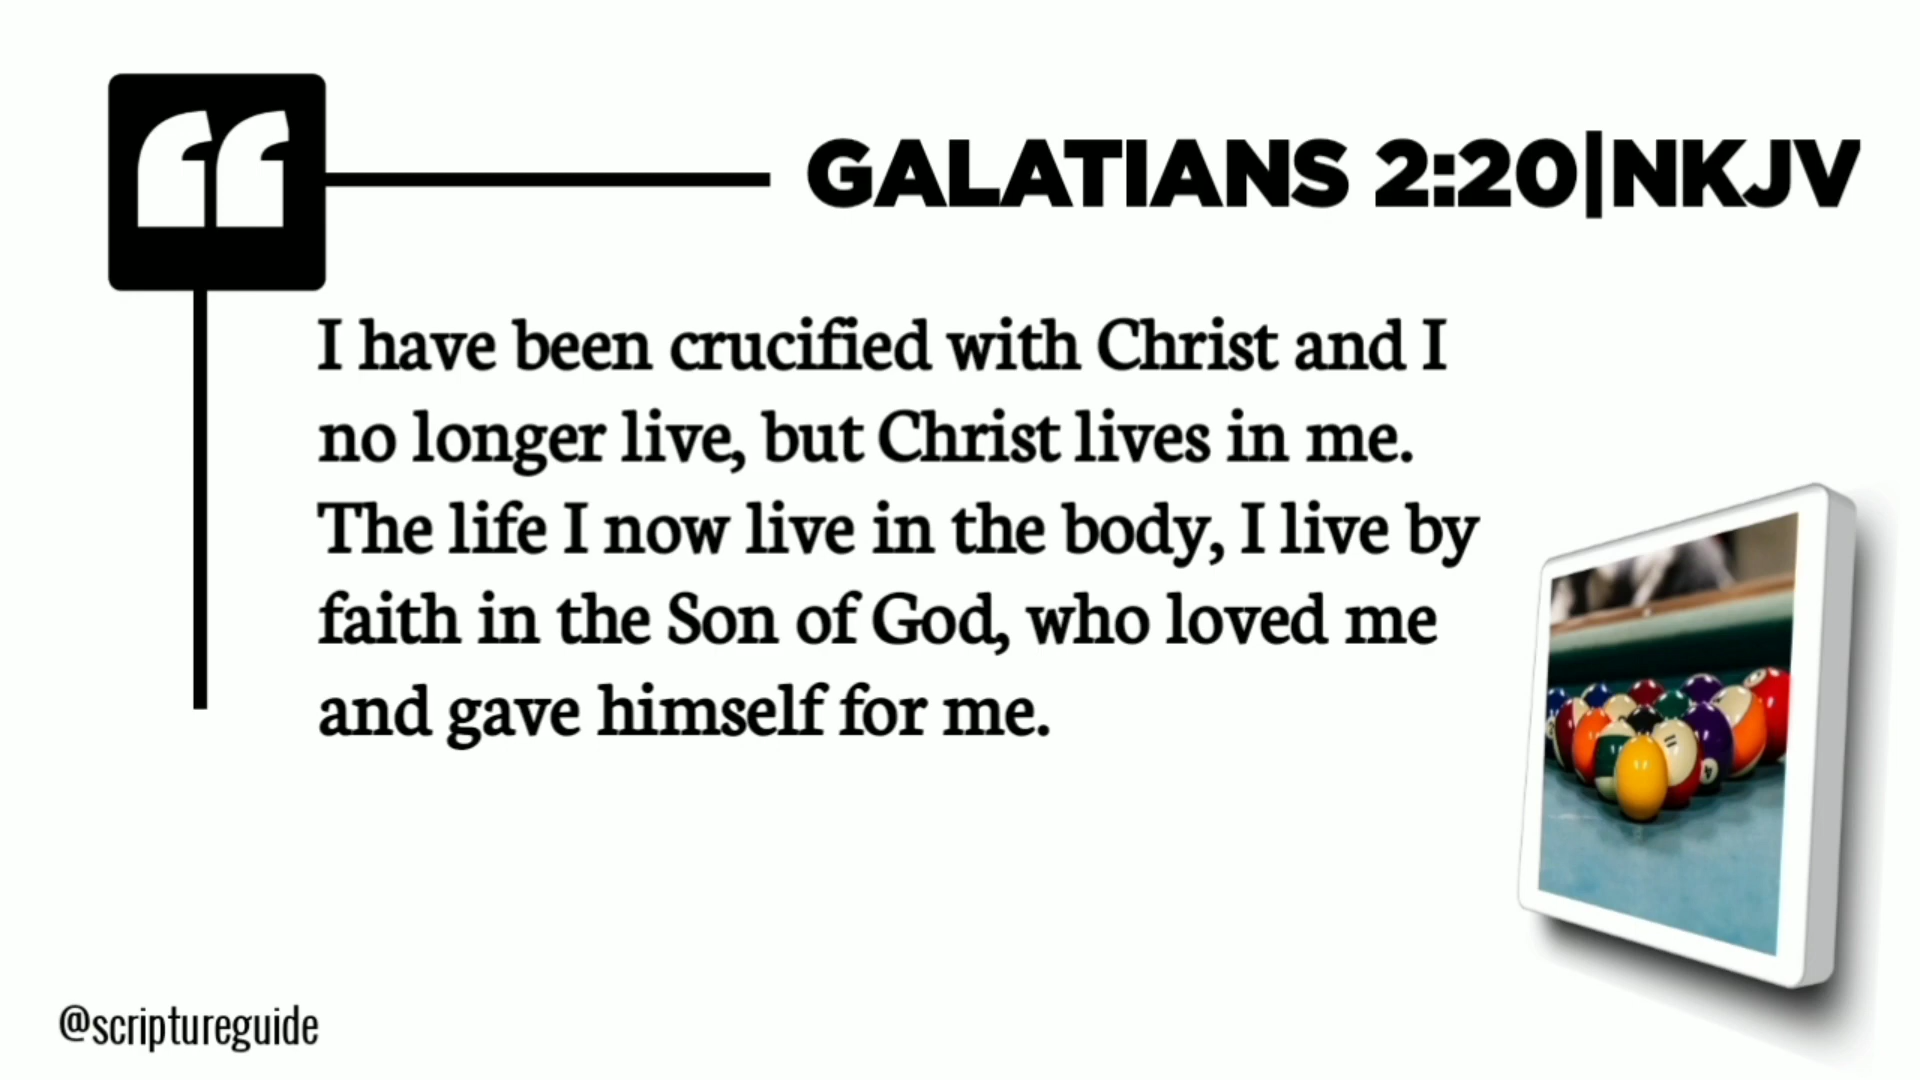 GALATIANS 2:20|NKJV
I have been crucified with Christ and I
no longer live, but Christ lives in me.
The life I now live in the body, I live by
faith in the Son of God, who loved me
and gave himself for me.
11
4
@scriptureguide